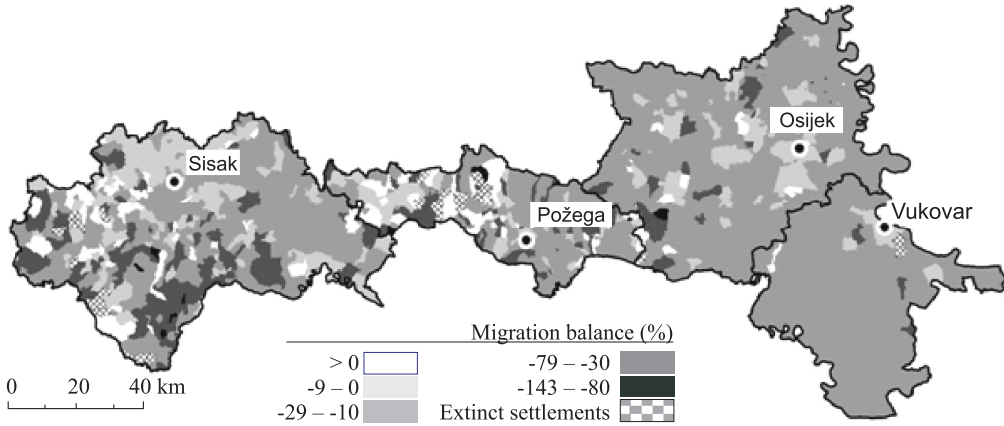 Osijek
Sisak
Požega
Vukovar
Migration balance (%)
> 0
-9 – 0
-29 – -10
-79 – -30
-143 – -80
Extinct settlements
0 20 40 km